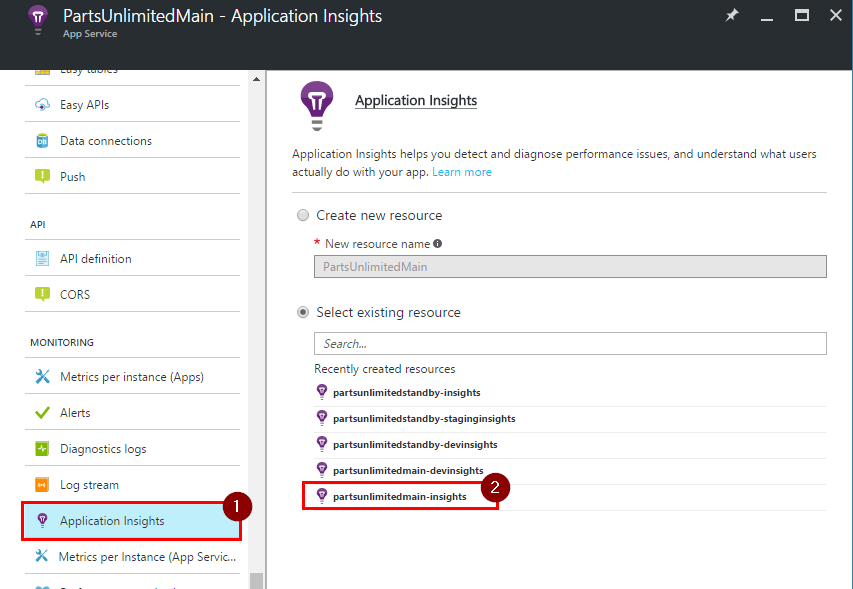 PartsUnlimitedMain - Application Insights
App Service
Easy tables
Easy APIs
Data connections
Push
API
API definition
CORS
MONITORING
Metrics per instance (Apps)
Alerts
Diagnostics logs
Log stream
Application Insights
1
Metrics per Instance (App Servic...
Application Insights
Application Insights helps you detect and diagnose performance issues, and understand what users
actually do with your app. Learn more
Create new resource
* New resource name
PartsUnlimitedMain
Select existing resource
Search...
Recently created resources
partsunlimitedstandby-insights
partsunlimitedstandby-staginginsights
partsunlimitedstandby-devinsights
partsunlimitedmain-devinsights
partsunlimitedmain-insights
2